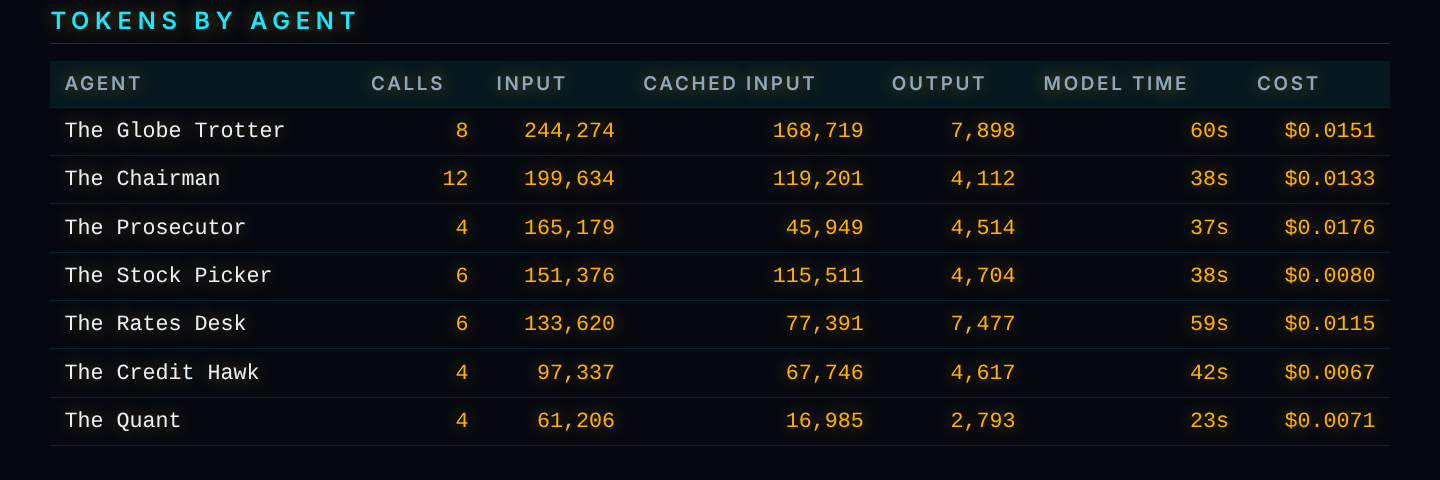 TOKENS BY AGENT
AGENT CALLS INPUT CACHED INPUT OUTPUT MODEL TIME COST
The Globe Trotter 8 244,274 168,719 7,898 60s $0.0151
The Chairman 12 199,634 119,201 4,112 38s $0.0133
The Prosecutor 4 165,179 45,949 4,514 37s $0.0176
The Stock Picker 6 151,376 115,511 4,704 38s $0.0080
The Rates Desk 6 133,620 77,391 7,477 59s $0.0115
The Credit Hawk 4 97,337 67,746 4,617 42s $0.0067
The Quant 4 61,206 16,985 2,793 23s $0.0071